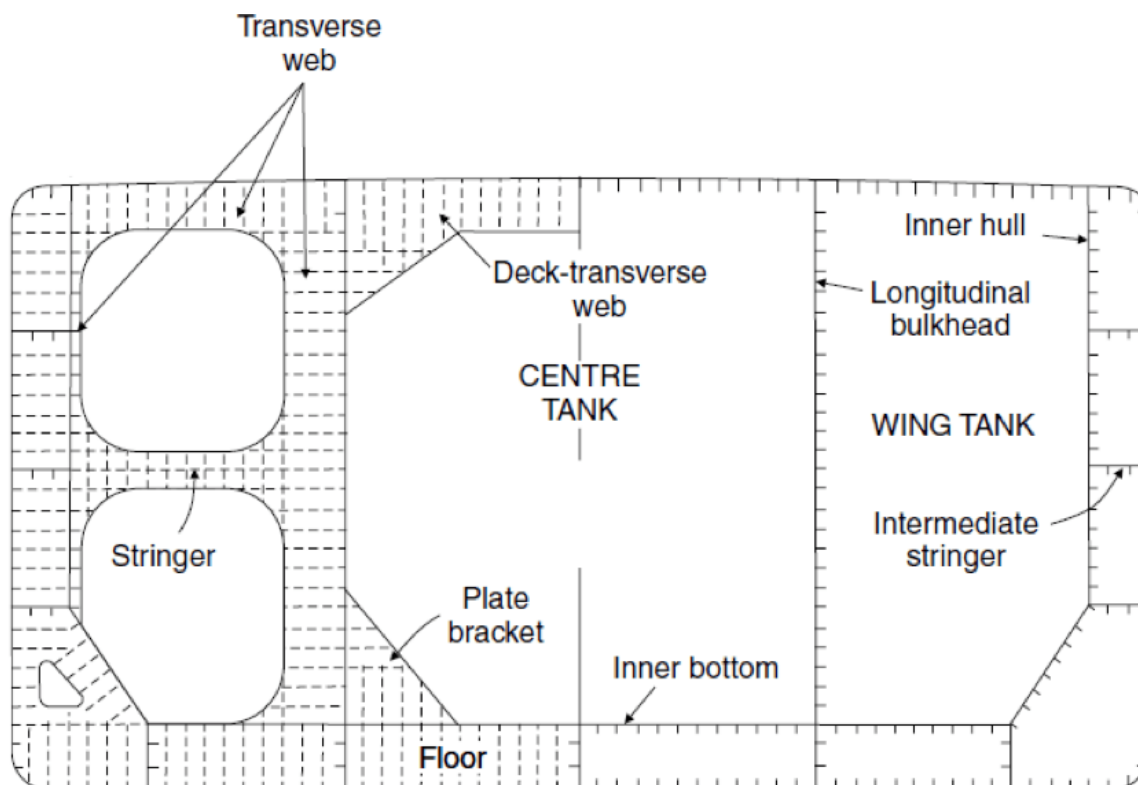 Transverse
web
Inner hull
Deck-transverse
web
Longitudinal
bulkhead
CENTRE
TANK
WING TANK
Stringer
Intermediate
stringer
Plate
bracket
Inner bottom
Floor